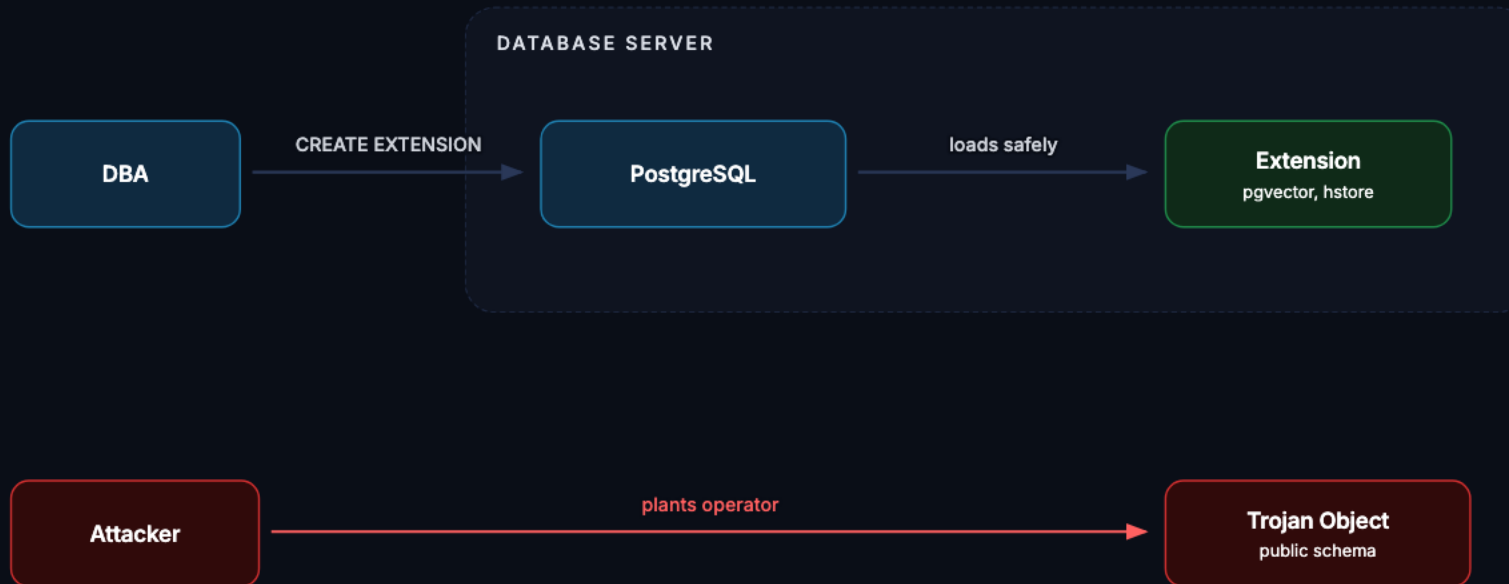 DATABASE SERVER
DBA
CREATE EXTENSION
PostgreSQL
loads safely
Extension
pgvector, hstore
Attacker
plants operator
Trojan Object
public schema